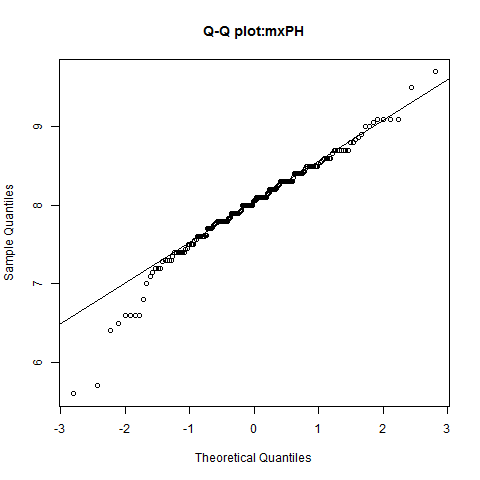 Q-Q plot:mxPH
Sample Quantiles
9
8
7
6
-3 -2 -1 0 1 2 3
Theoretical Quantiles